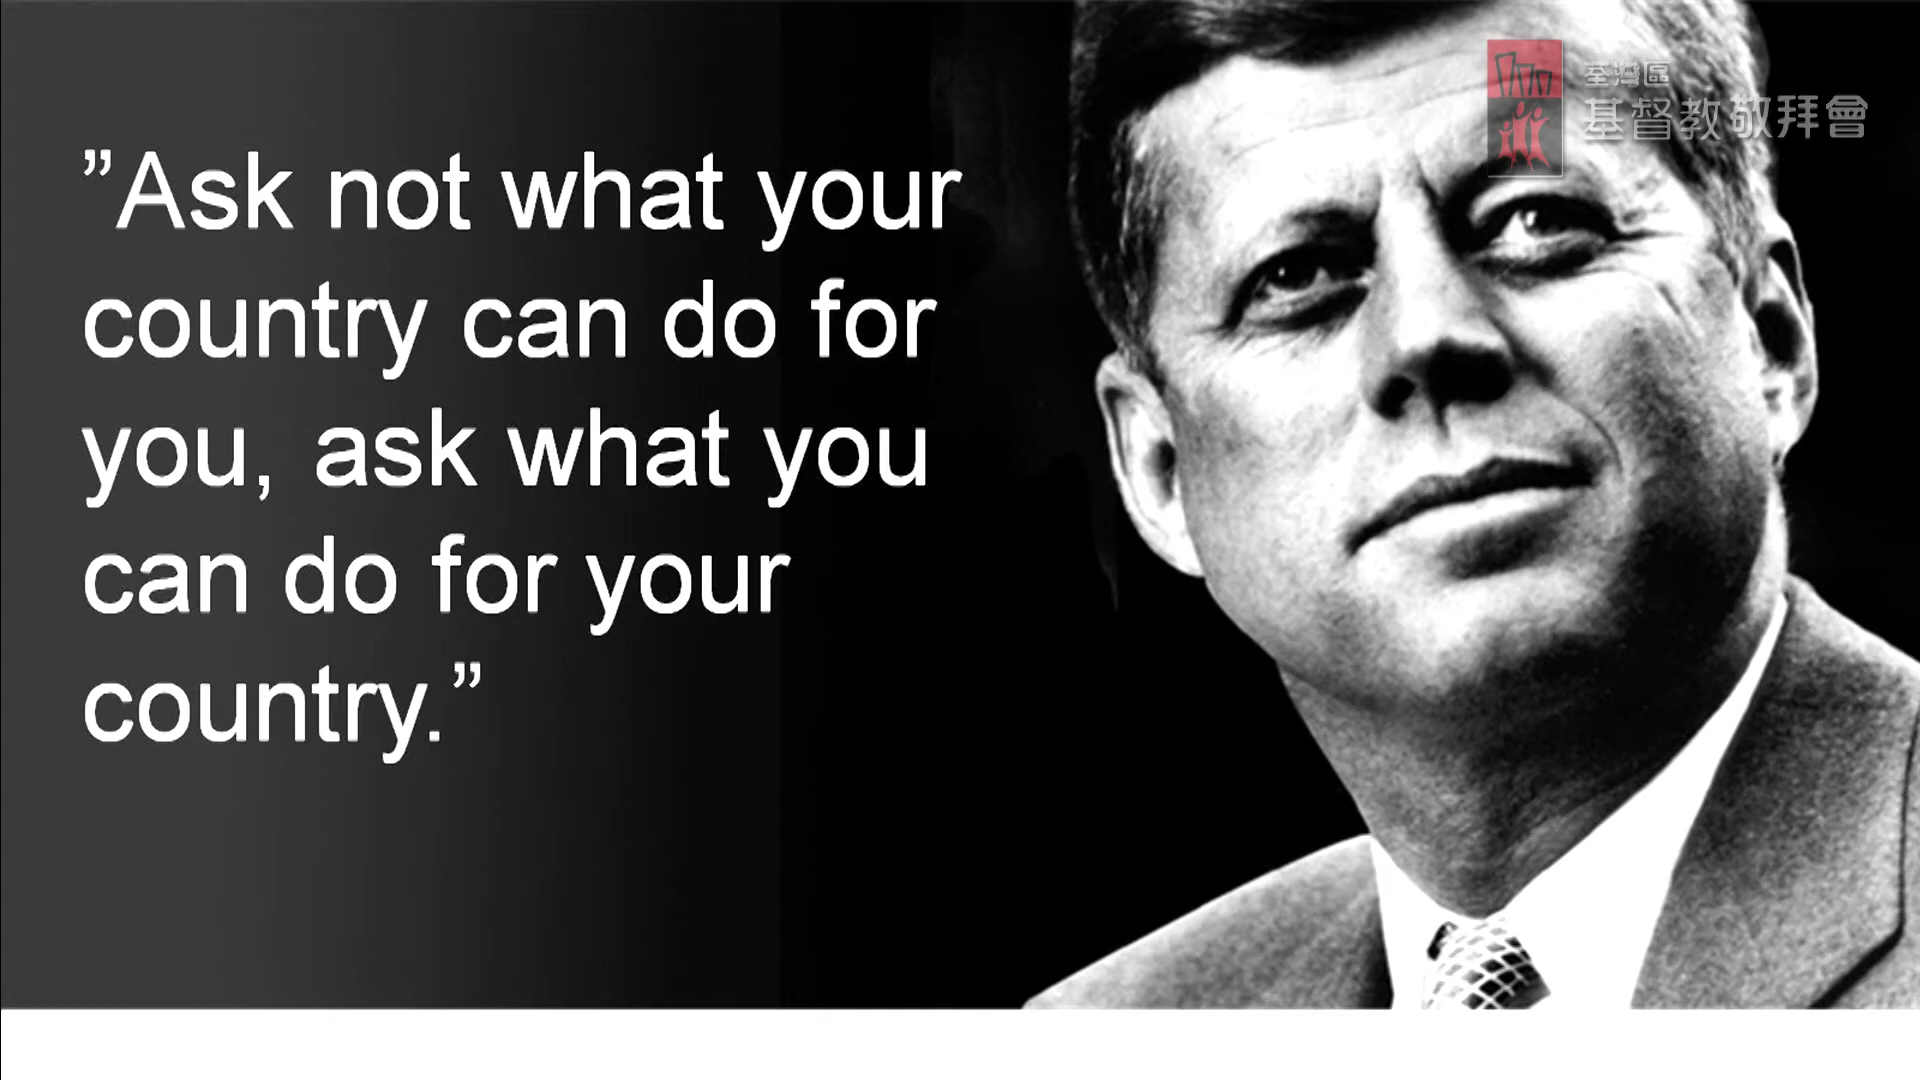 ”Ask not what your
country can do for
you, ask what you
can do for your
country.”
荃灣區
基督教敬拜會